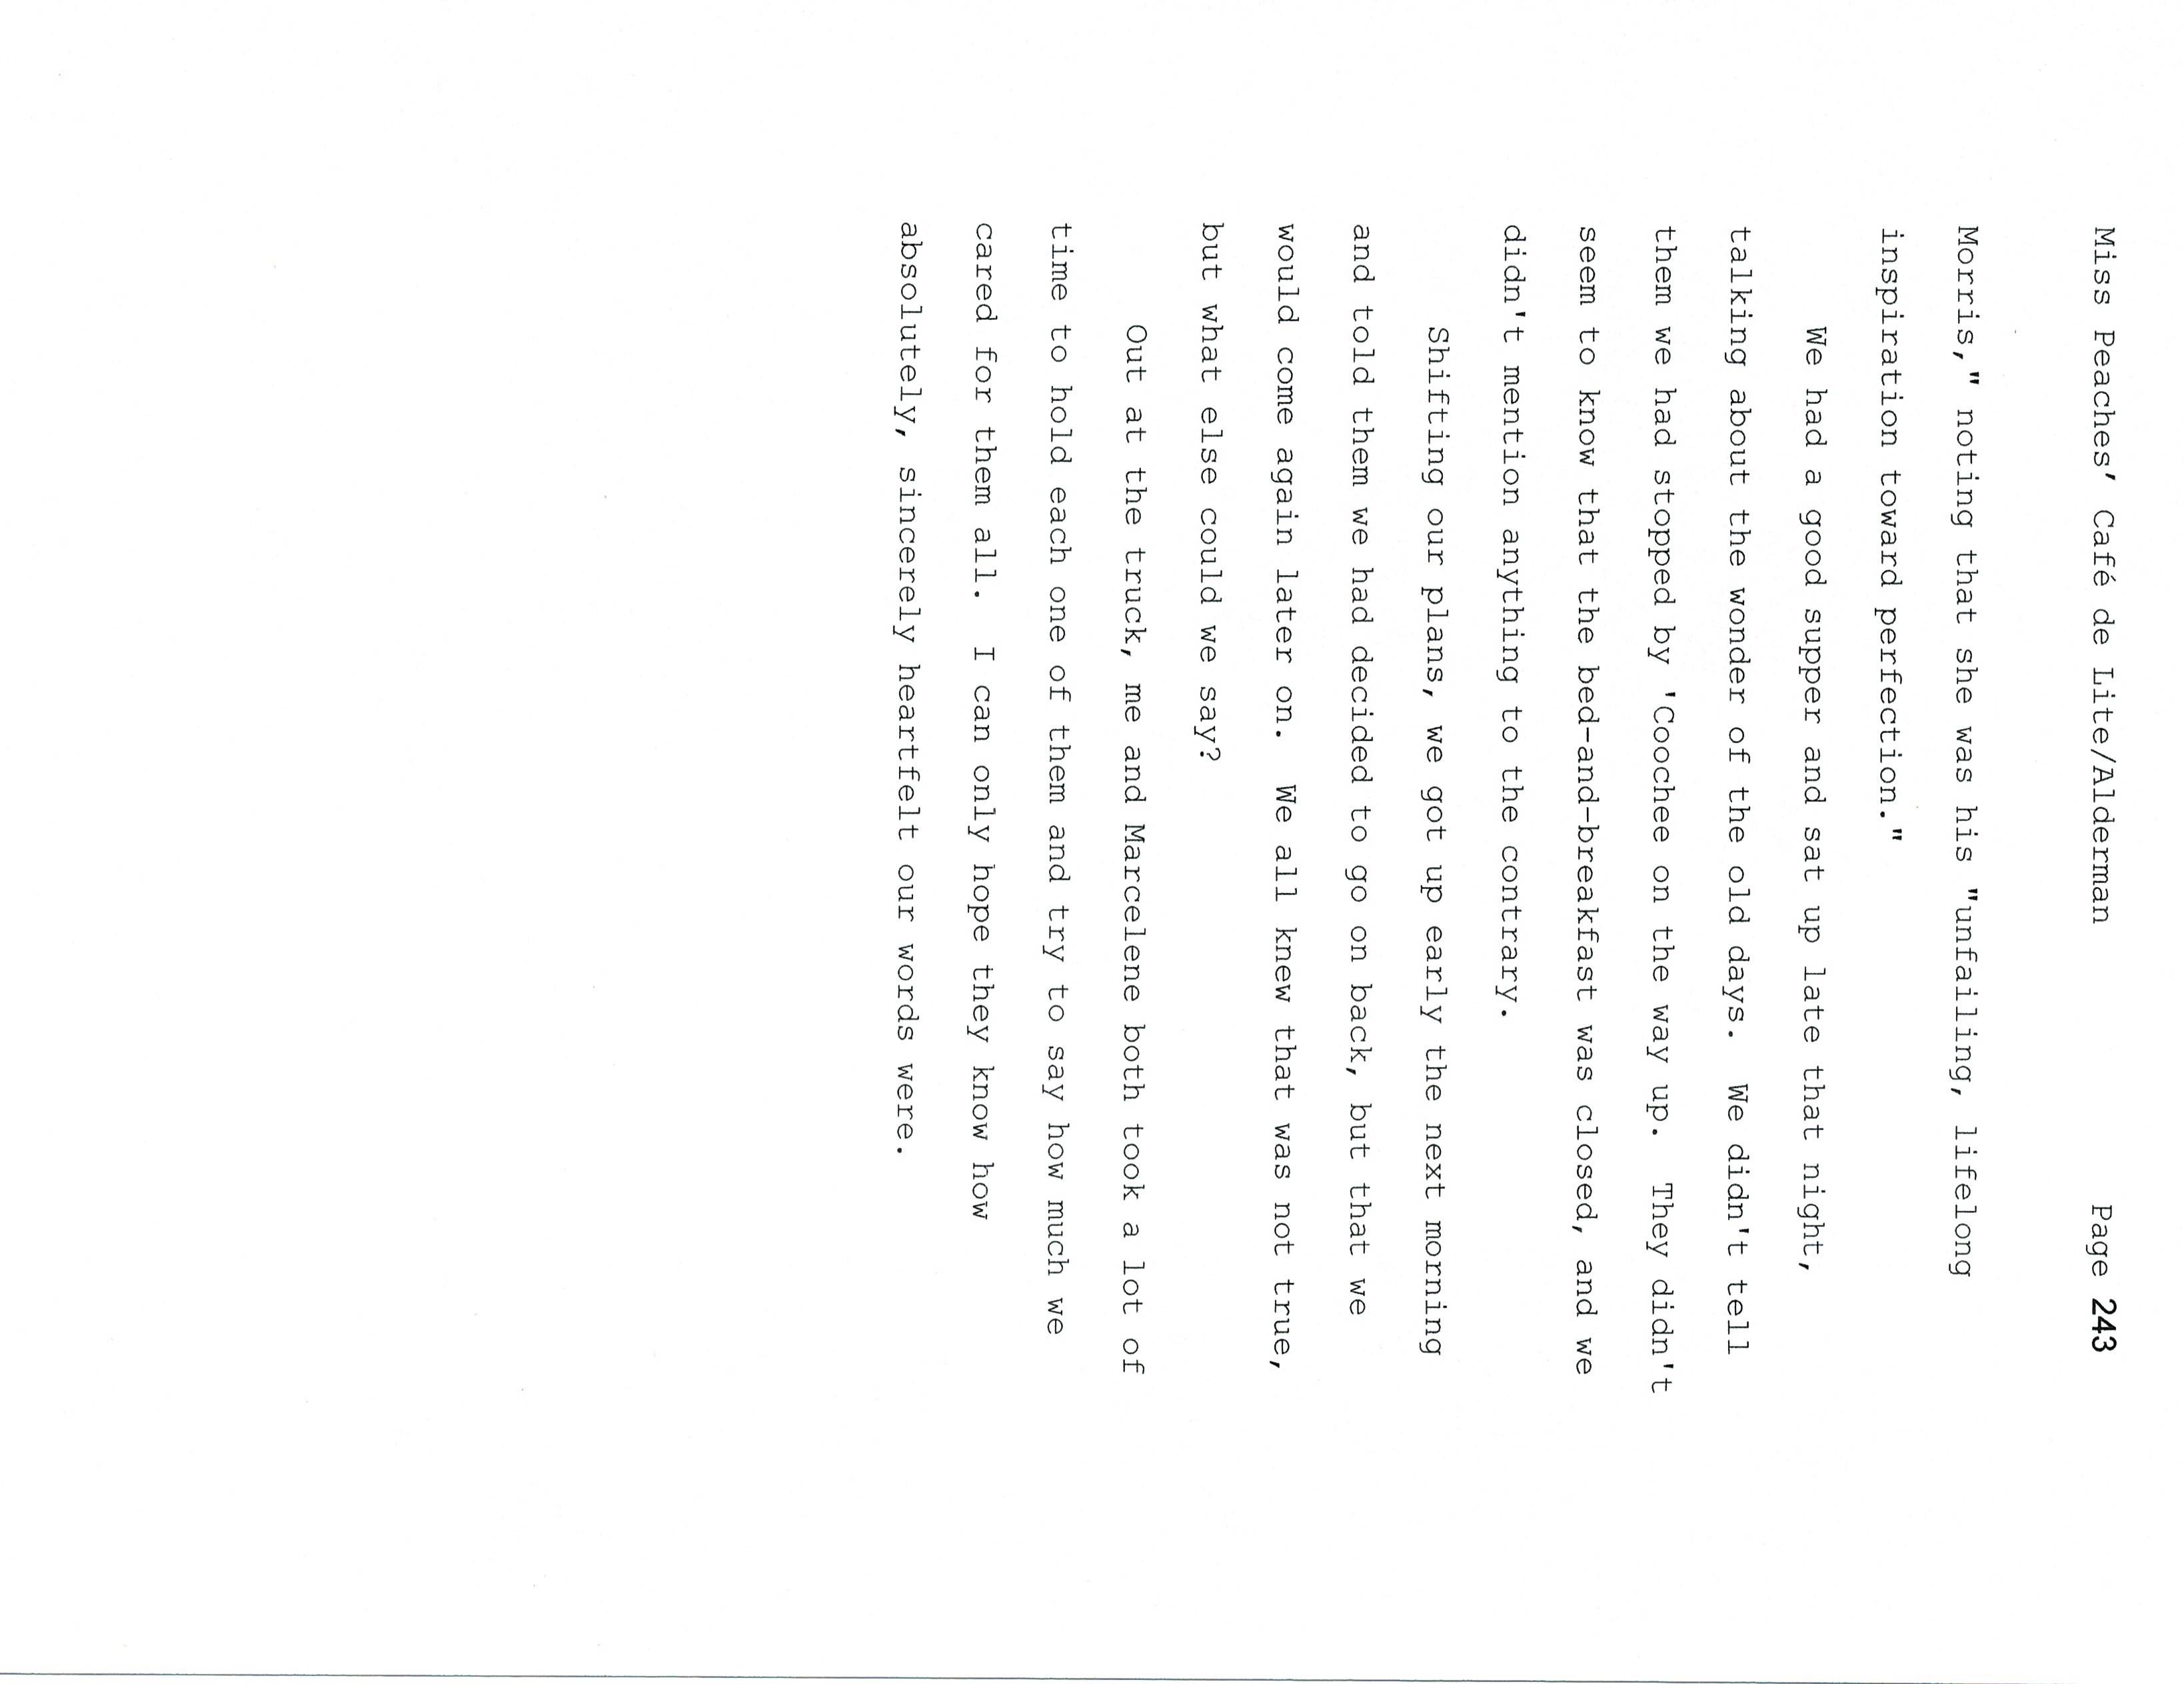 Miss Peaches’ Café de Lite/Alderman Page 243
Morris," noting that she was his "unfailing, lifelong
inspiration toward perfection."
We had a good supper and sat up late that night,
talking about the wonder of the old days.  We didn't tell
them we had stopped by 'Coochee on the way up.  They didn't
seem to know that the bed-and-breakfast was closed, and we
didn't mention anything to the contrary.
Shifting our plans, we got up early the next morning
and told them we had decided to go on back, but that we
would come again later on.  We all knew that was not true,
but what else could we say?
Out at the truck, me and Marcelene both took a lot of
time to hold each one of them and try to say how much we
cared for them all.  I can only hope they know how
absolutely, sincerely heartfelt our words were.